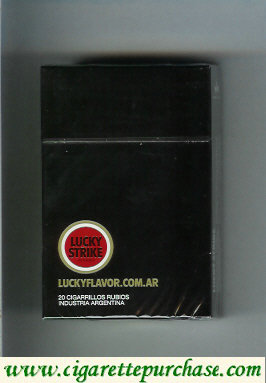 LUCKY
STRIKE
LUCKYFLAVOR.COM.AR
20 CIGARRILLOS RUBIOS
INDUSTRIA ARGENTINA
www.cigarettepurchase.com